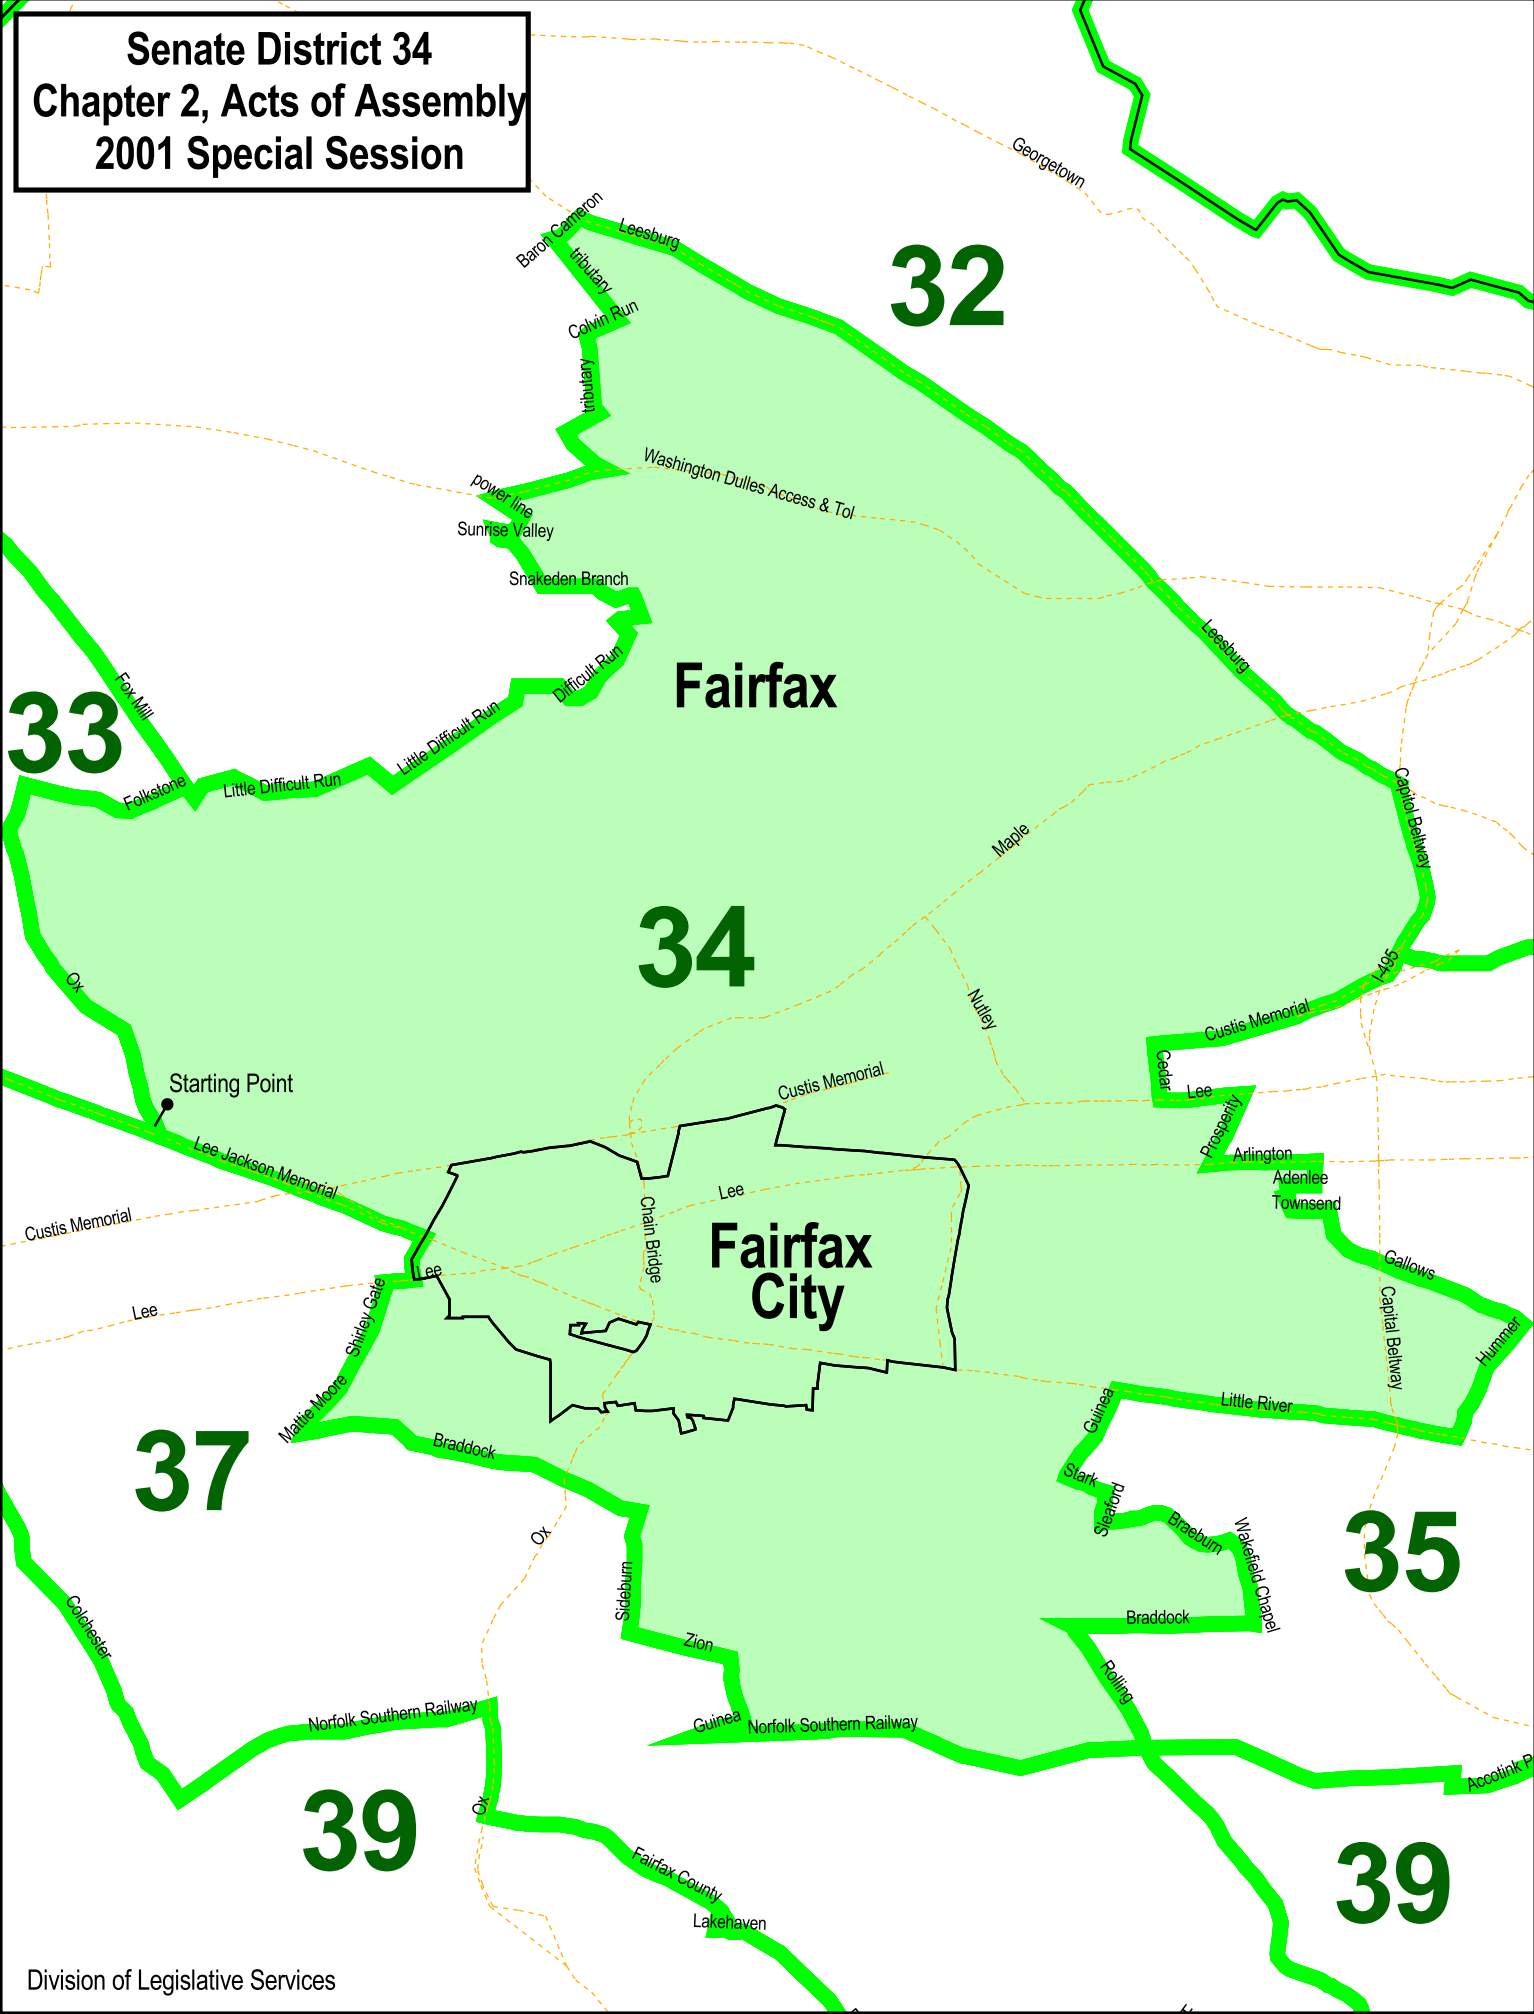 Senate District 34
Chapter 2, Acts of Assembly
2001 Special Session
Georgetown
Baron Cameron
Leesburg
tributary
32
Colvin Run
tributary
Washington Dulles Access & Tol
power line
Sunrise Valley
Snakeden Branch
Leesburg
Difficult Run
Fairfax
Fox Mill
33
Little Difficult Run
Folkstone
Little Difficult Run
Capitol Beltway
Maple
34
I-495
Ox
Nutley
Custis Memorial
Cedar
Starting Point
Custis Memorial
Lee
Prosperity
Lee Jackson Memorial
Arlington
Adenlee
Townsend
Lee
Custis Memorial
Chain Bridge
Fairfax
City
Gallows
Lee
Lee
Shirley Gate
Capital Beltway
Hummer
Mattie Moore
Little River
Guinea
Braddock
37
Stark
Sleaford
Ox
Braeburn
Wakefield Chapel
35
Sideburn
Colchester
Braddock
Zion
Rolling
Norfolk Southern Railway
Guinea
Norfolk Southern Railway
Accotink P
Ox
39
Fairfax County
39
Lakehaven
Division of Legislative Services